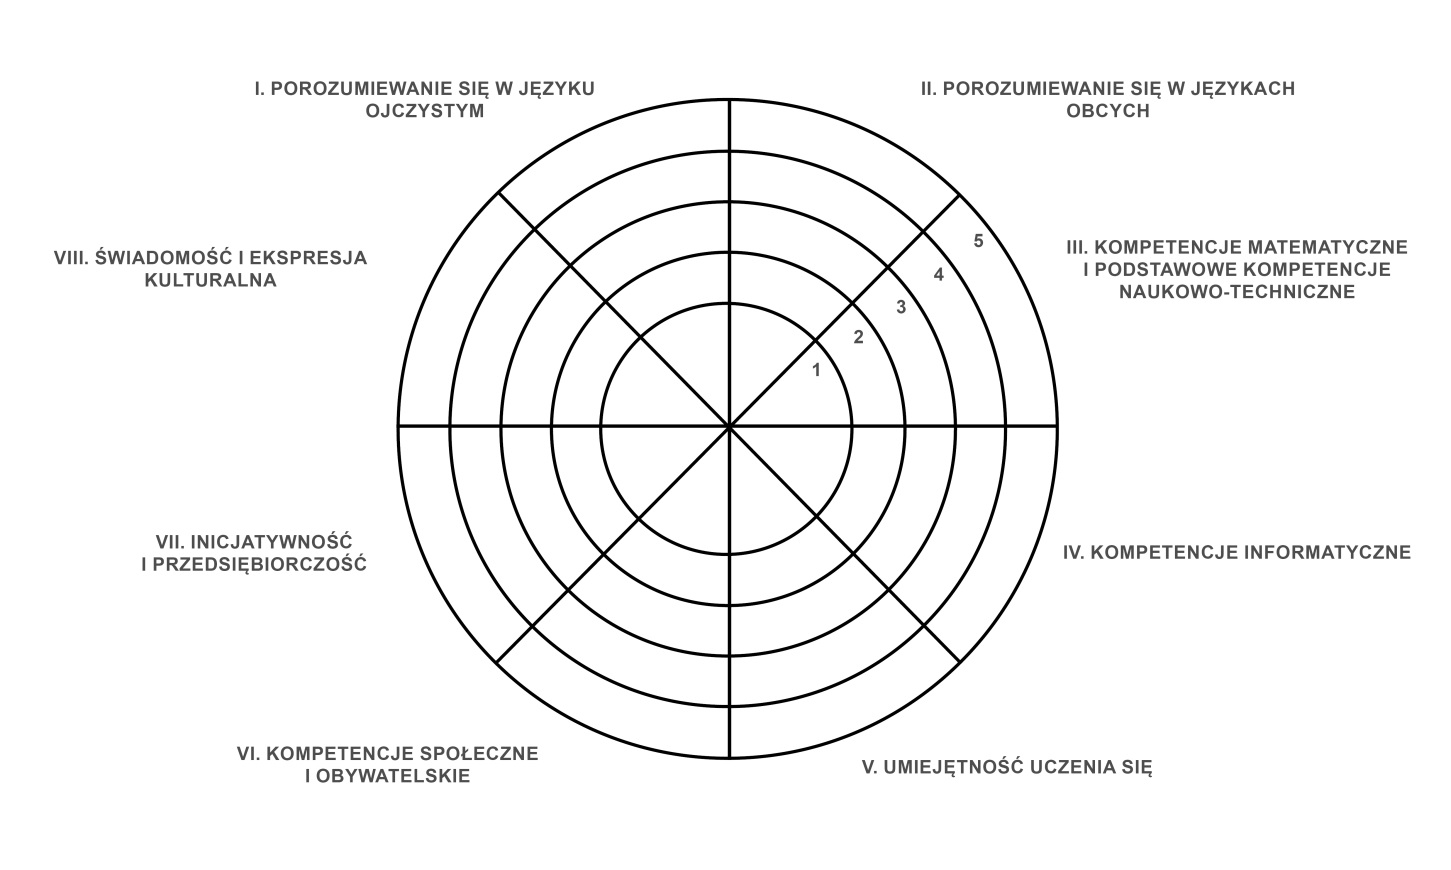 I. POROZUMIEWANIE SIĘ W JĘZYKU
OJCZYSTYM
II. POROZUMIEWANIE SIĘ W JĘZYKACH
OBCYCH
III. KOMPETENCJE MATEMATYCZNE
I PODSTAWOWE KOMPETENCJE
NAUKOWO-TECHNICZNE
IV. KOMPETENCJE INFORMATYCZNE
V. UMIEJĘTNOŚĆ UCZENIA SIĘ
VI. KOMPETENCJE SPOŁECZNE
I OBYWATELSKIE
VII. INICJATYWNOŚĆ
I PRZEDSIĘBIORCZOŚĆ
VIII. ŚWIADOMOŚĆ I EKSPRESJA
KULTURALNA
5
4
3
2
1